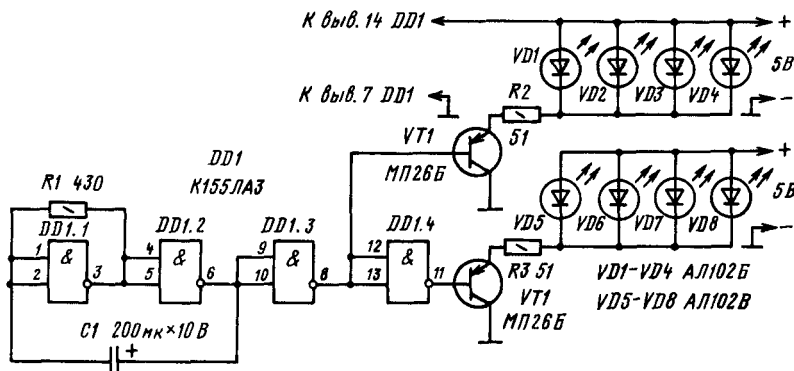 К выв. 14 DD1
+
VD1
VD2
VD3
VD4
5В
К выв. 7 DD1
R2
51
–
VT1
МП26Б
DD1
К155ЛА3
+
R1 430
DD1.1
DD1.2
DD1.3
DD1.4
VD5
VD6
VD7
VD8
5В
–
1
2
&
3
4
5
&
6
9
10
&
8
12
13
&
11
R3 51
VT1
МП26Б
VD1–VD4 АЛ102Б
VD5–VD8 АЛ102В
C1 200мк×10В
+